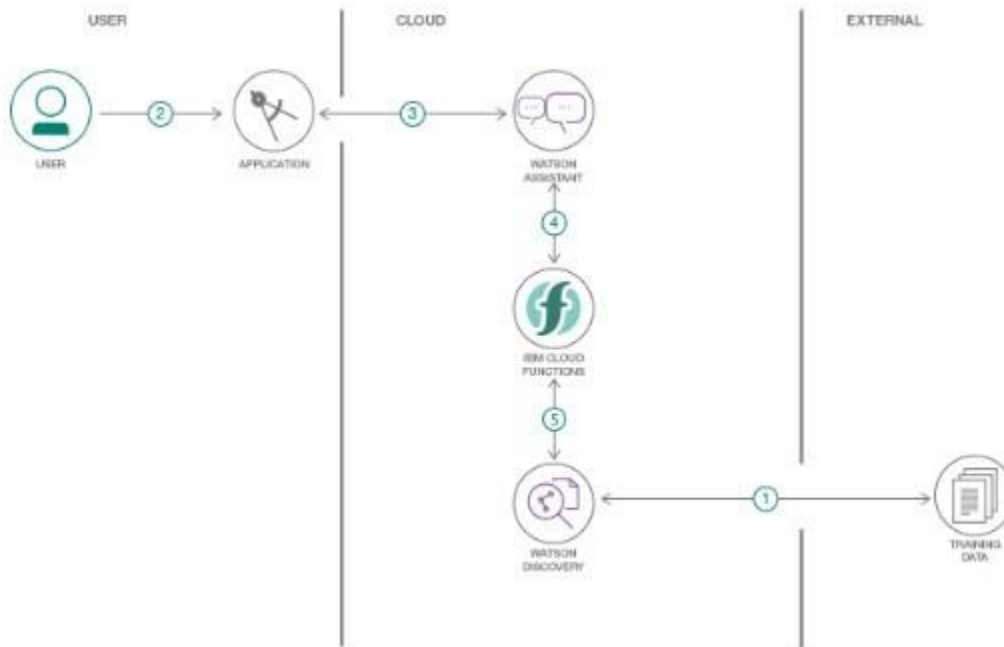 USER
CLOUD
EXTERNAL
2
3
USER
APPLICATION
WATSON
ASSISTANT
4
IBM CLOUD
FUNCTIONS
5
1
WATSON
DISCOVERY
TRAINING
DATA